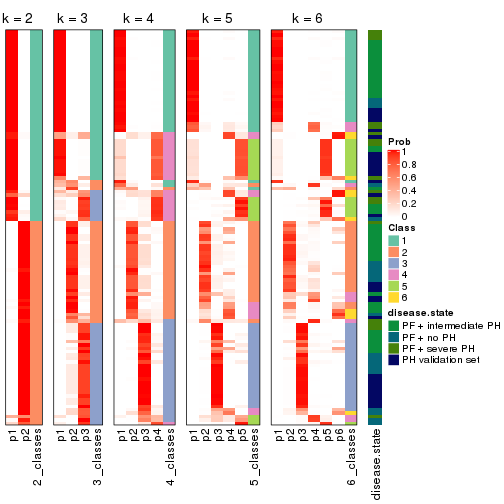 k = 2
k = 3
k = 4
k = 5
k = 6
p1
p2
2_classes
p1
p2
p3
3_classes
p1
p2
p3
p4
4_classes
p1
p2
p3
p4
p5
5_classes
p1
p2
p3
p4
p5
p6
6_classes
disease.state
Prob
1
0.8
0.6
0.4
0.2
0
Class
1
2
3
4
5
6
disease.state
PF+ intermediate PH
PF+ no PH
PF+ severe PH
PH validation set